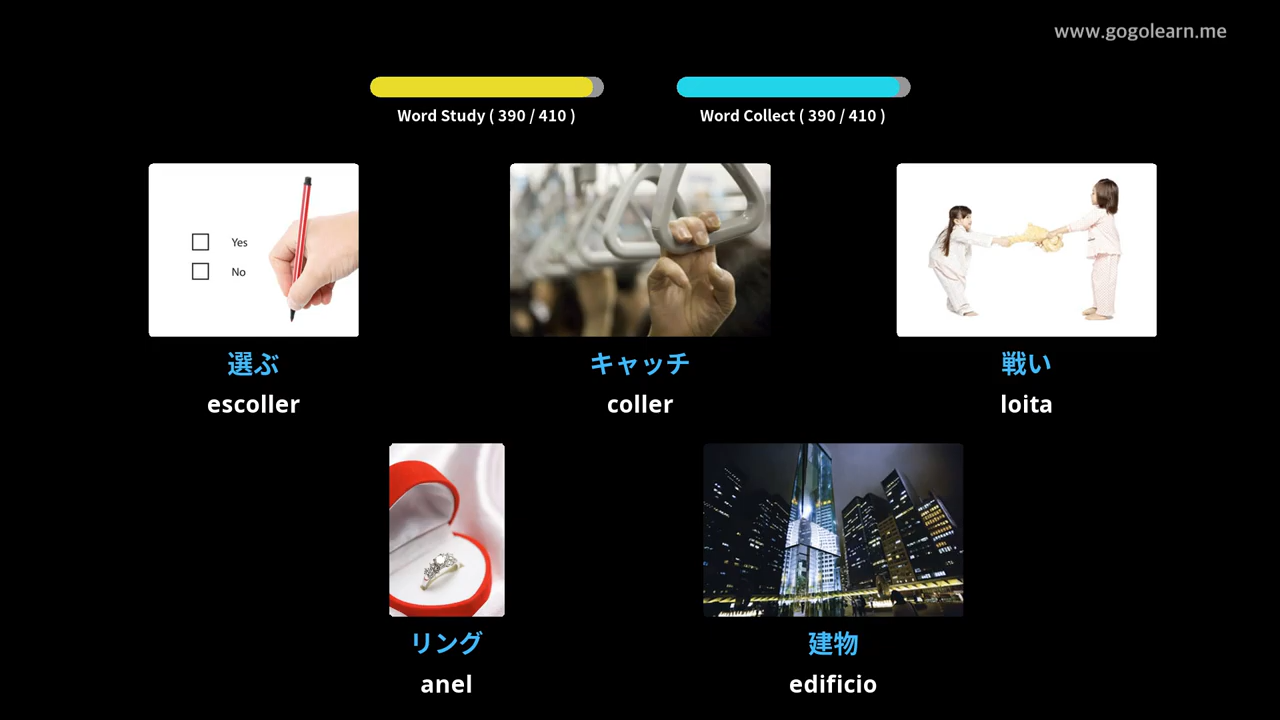 www.gogolearn.me
Word Study ( 390 / 410 )
Word Collect ( 390 / 410 )
Yes
No
選ぶ
キャッチ
戦い
escoller
coller
loita
リング
建物
anel
edificio